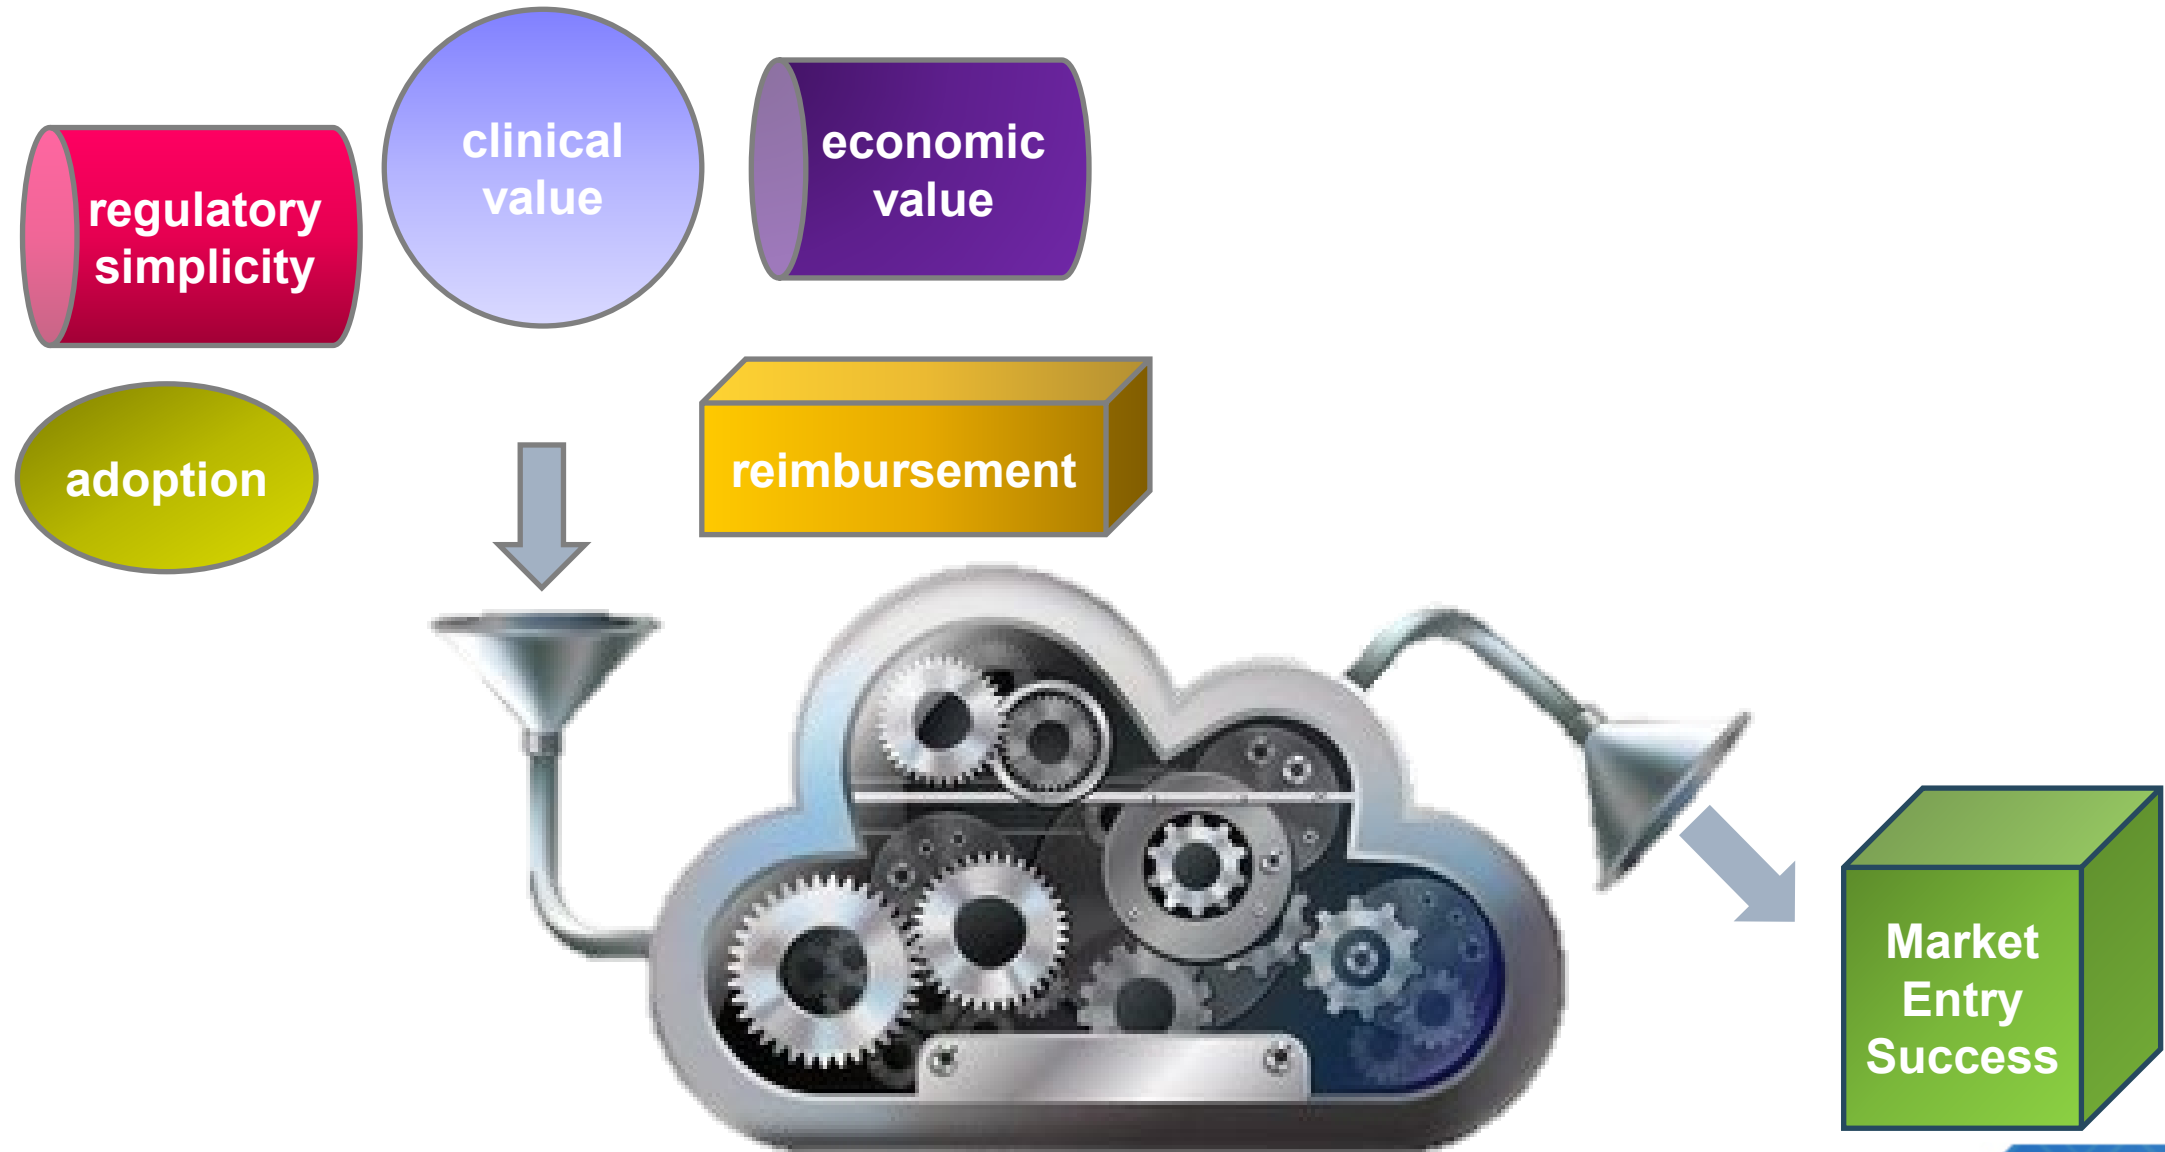 clinical
value
economic
value
regulatory
simplicity
adoption
reimbursement
Market
Entry
Success